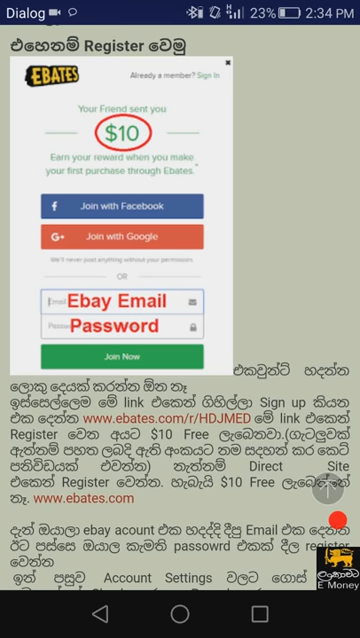 Dialog
23% 2:34 PM
එහෙනම් Register වෙමු
EBATES
Already a member? Sign In
Your Friend sent you
$10
Earn your reward when you make
your first purchase through Ebates.*
f Join with Facebook
G+ Join with Google
We'll never post anything without your permission.
OR
Email Ebay Email
Password
Join Now
එකවුන්ට් හදන්න
ලොකු දෙයක් කරන්න ඕන නෑ
ඉස්සෙල්ලෙම මේ link එකෙන් ගිහිල්ලා Sign up කියන
එක දෙන්න www.ebates.com/r/HDJMED මේ link එකෙන්
Register වෙන අයට $10 Free ලැබෙනවා.(ගැටලුවක්
ඇත්නම් පහත ලබදි ඇති අංකයට නම සදහන් කර කෙටි
පනිවිඩයක් එවන්න) නැත්නම් Direct Site
එකෙන් Register වෙන්න. හැබැයි $10 Free ලැබෙන්නේ
නෑ. www.ebates.com
දැන් ඔයාලා ebay acount එක හදද්දි දීපු Email එක දෙන්න
ඊට පස්සෙ ඔයාල කැමති passowrd එකක් දීල register
වෙන්න
ඉන් පසුව Account Settings වලට ගොස්
E Money